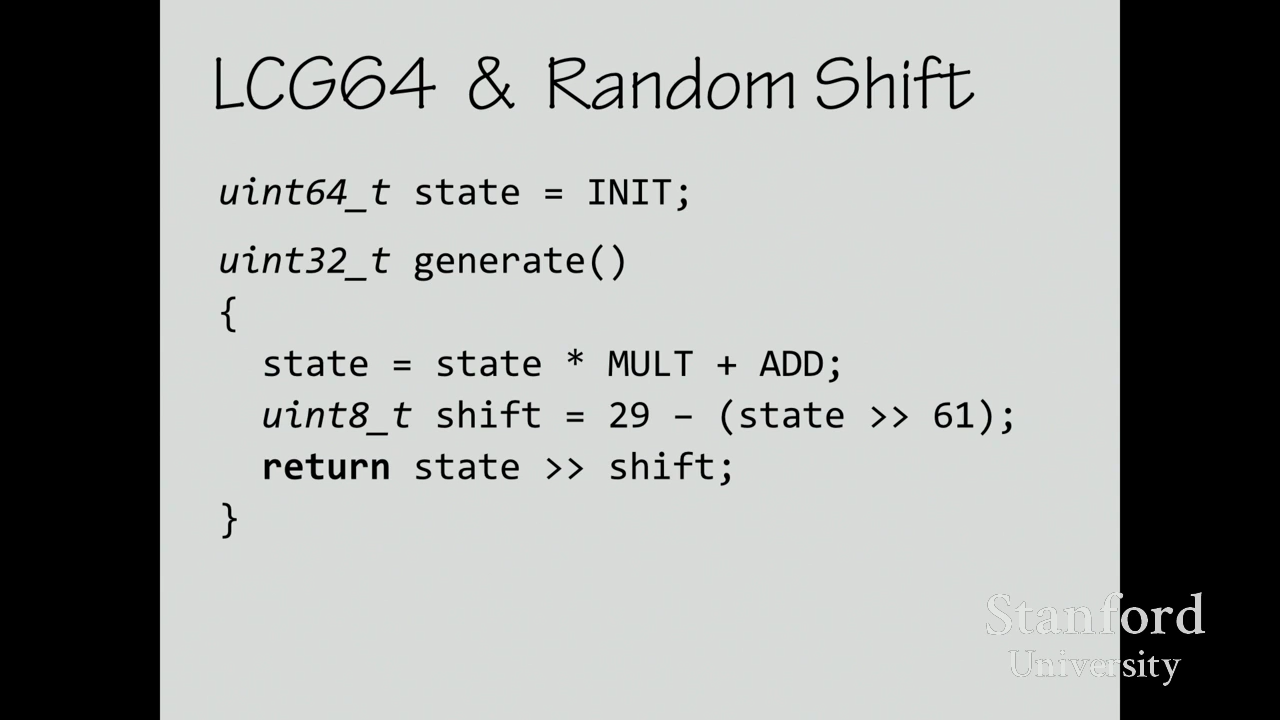 LCG64 & Random Shift
uint64_t state = INIT;
uint32_t generate()
{
state = state * MULT + ADD;
uint8_t shift = 29 – (state >> 61);
return state >> shift;
}
Stanford
University